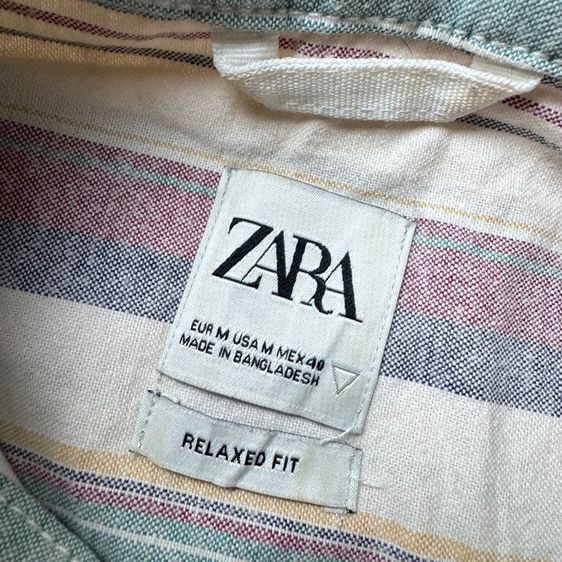 ZARA
EUR M USA M MEX 40
MADE IN BANGLADESH
RELAXED FIT